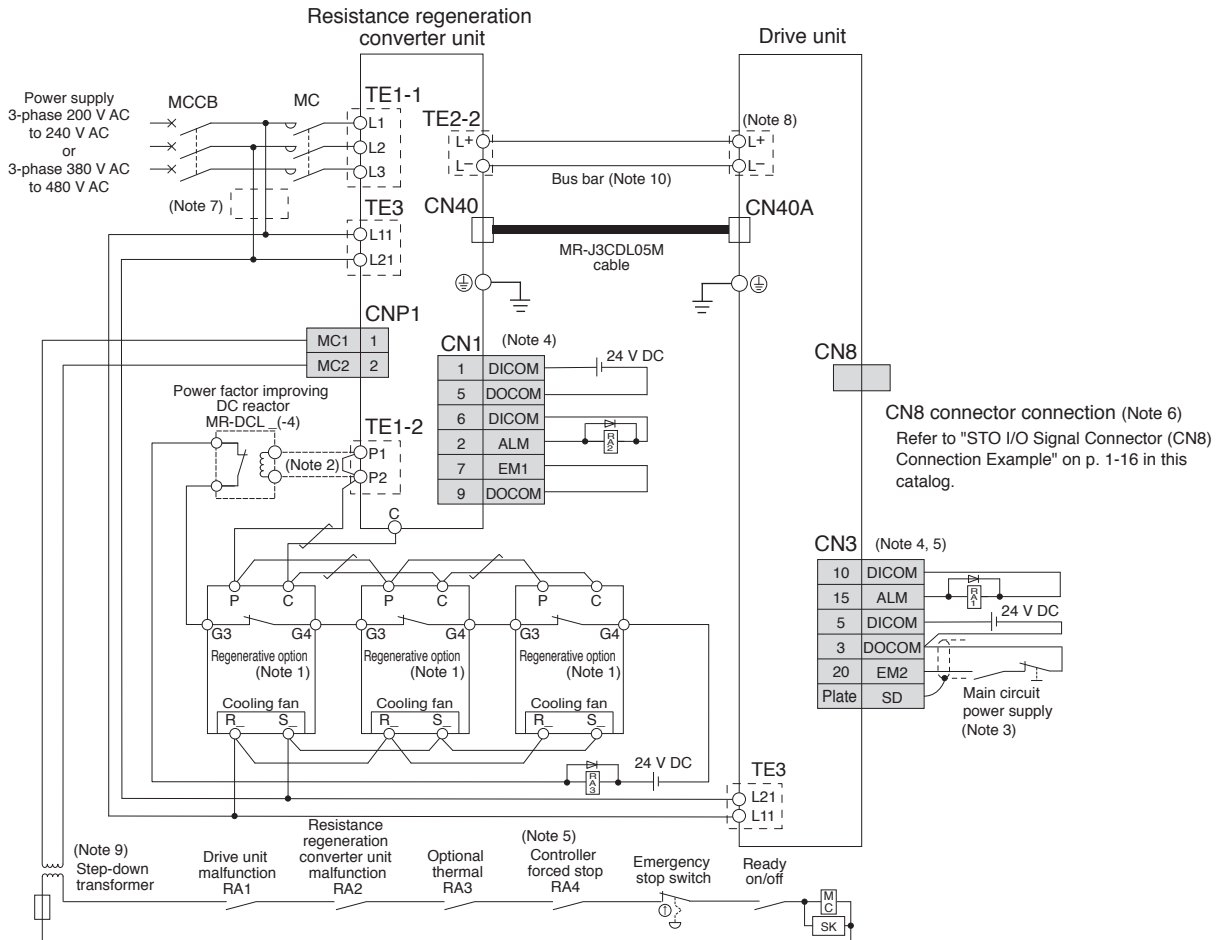 Resistance regeneration
converter unit
Drive unit
Power supply
3-phase 200 V AC
to 240 V AC
or
3-phase 380 V AC
to 480 V AC
MCCB
MC
TE1-1
L1
L2
L3
TE2-2
L+
L−
(Note 8)
L+
L−
Bus bar (Note 10)
(Note 7)
TE3
L11
L21
CN40
CN40A
MR-J3CDL05M
cable
CNP1
MC1 1
MC2 2
CN1 (Note 4)
1 DICOM
5 DOCOM
6 DICOM
2 ALM
7 EM1
9 DOCOM
24 V DC
RA2
CN8
CN8 connector connection (Note 6)
Refer to "STO I/O Signal Connector (CN8)
Connection Example" on p. 1-16 in this
catalog.
Power factor improving
DC reactor
MR-DCL_(-4)
(Note 2)
TE1-2
P1
P2
C
P C P C P C
G3 G4 G3 G4 G3 G4
Regenerative option
(Note 1)
Regenerative option
(Note 1)
Regenerative option
(Note 1)
Cooling fan
R_ S_
Cooling fan
R_ S_
Cooling fan
R_ S_
CN3 (Note 4, 5)
10 DICOM
15 ALM
5 DICOM
3 DOCOM
20 EM2
Plate SD
RA1
24 V DC
Main circuit
power supply
(Note 3)
RA3
24 V DC
TE3
L21
L11
(Note 9)
Step-down
transformer
Drive unit
malfunction
RA1
Resistance
regeneration
converter unit
malfunction
RA2
Optional
thermal
RA3
(Note 5)
Controller
forced stop
RA4
Emergency
stop switch
Ready
on/off
MC
SK